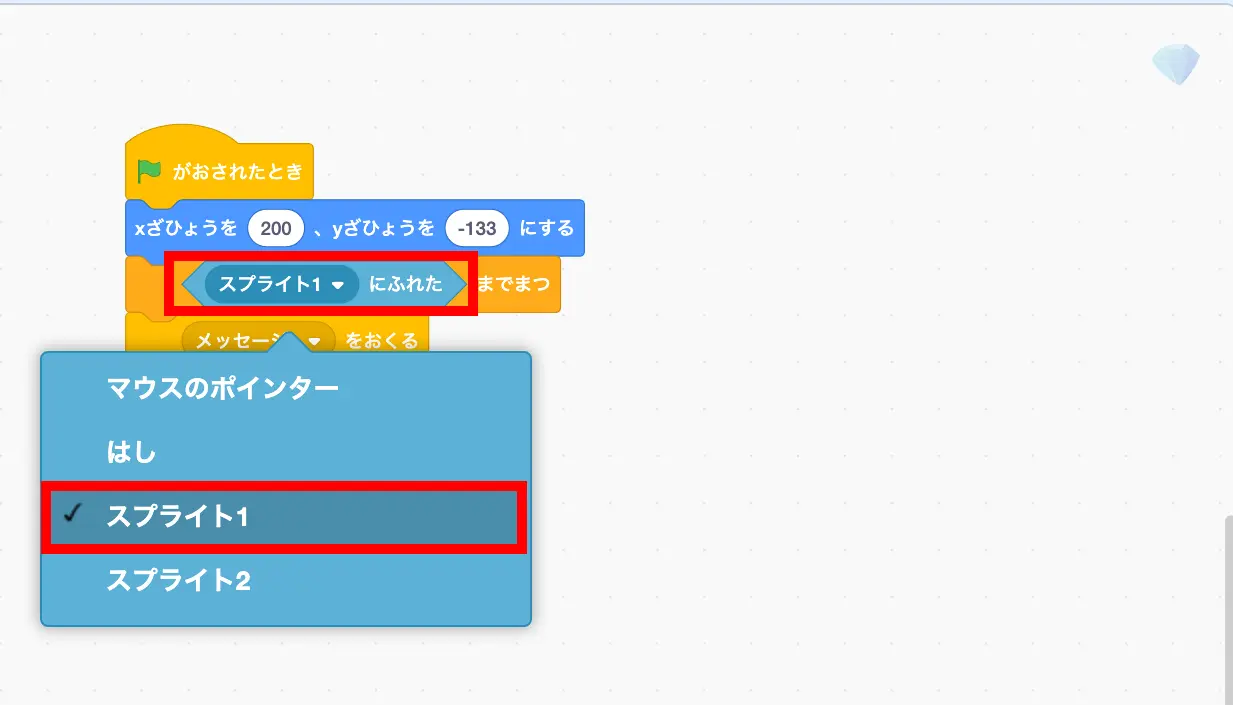 がおされたとき
xざひょうを 200 、yざひょうを -133 にする
スプライト1 にふれた までまつ
メッセー をおくる
マウスのポインター
はし
スプライト1
スプライト2